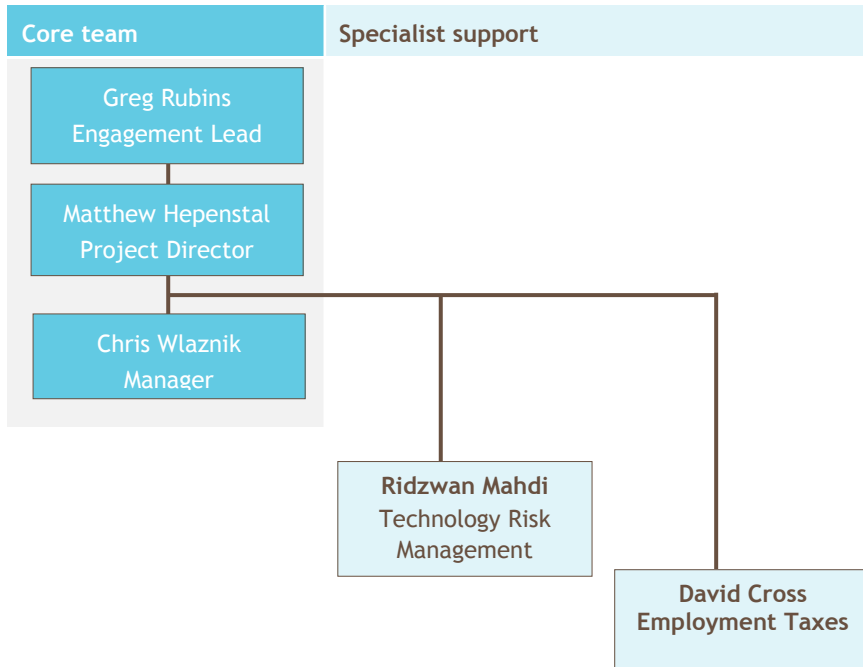 Core team
Specialist support
Greg Rubins
Engagement Lead
Matthew Hepenstal
Project Director
Chris Wlaznik
Manager
Ridzwan Mahdi
Technology Risk
Management
David Cross
Employment Taxes